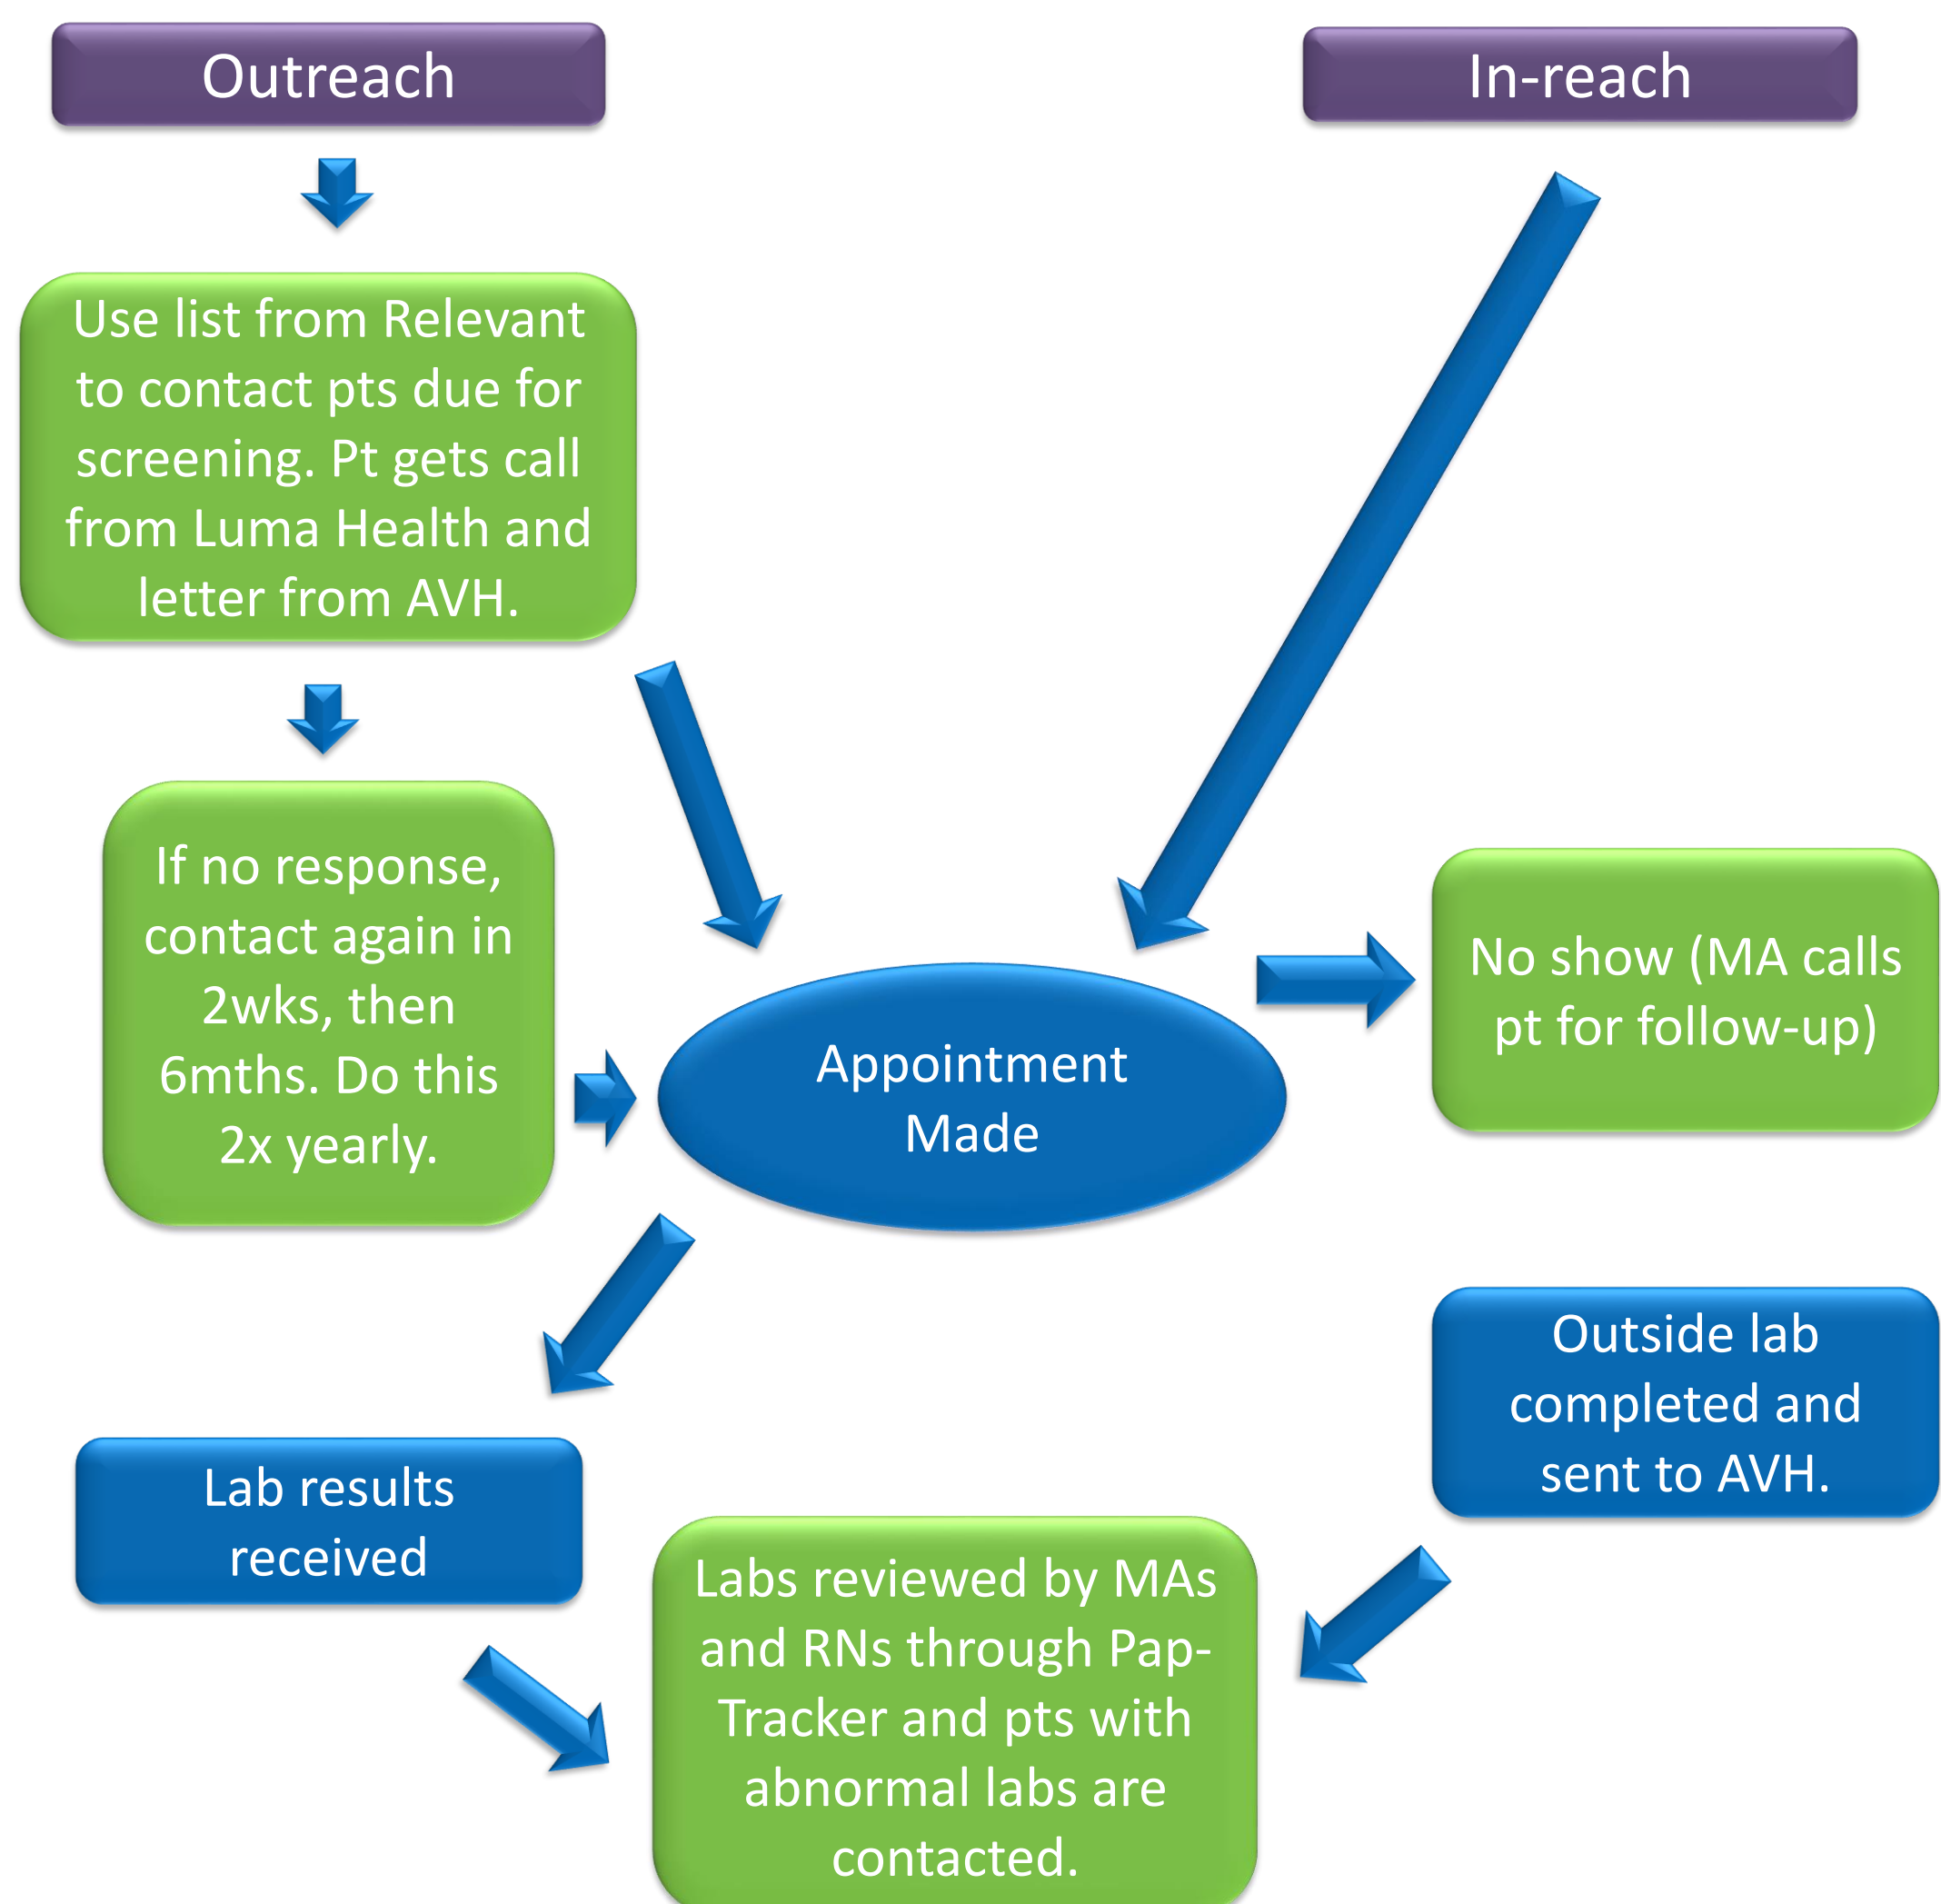 Outreach
In-reach
Use list from Relevant
to contact pts due for
screening. Pt gets call
from Luma Health and
letter from AVH.
If no response,
contact again in
2wks, then
6mths. Do this
2x yearly.
Appointment
Made
No show (MA calls
pt for follow-up)
Outside lab
completed and
sent to AVH.
Lab results
received
Labs reviewed by MAs
and RNs through Pap-
Tracker and pts with
abnormal labs are
contacted.